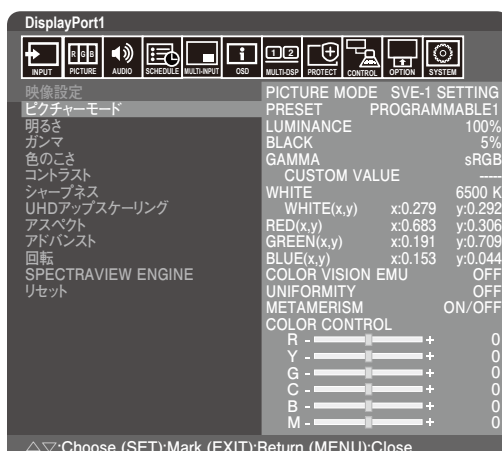 DisplayPort1
RGB
i
12
INPUT PICTURE AUDIO SCHEDULE MULTI-INPUT OSD MULTI-DSP PROTECT CONTROL OPTION SYSTEM
映像設定
ピクチャーモード
明るさ
ガンマ
色のこさ
コントラスト
シャープネス
UHDアップスケーリング
アスペクト
アドバンスト
回転
SPECTRAVIEW ENGINE
リセット
PICTURE MODE SVE-1 SETTING
PRESET PROGRAMMABLE1
LUMINANCE 100%
BLACK 5%
GAMMA sRGB
CUSTOM VALUE -----
WHITE 6500 K
WHITE(x,y) x:0.279 y:0.292
RED(x,y) x:0.683 y:0.306
GREEN(x,y) x:0.191 y:0.709
BLUE(x,y) x:0.153 y:0.044
COLOR VISION EMU OFF
UNIFORMITY OFF
METAMERISM ON/OFF
COLOR CONTROL
R - + 0
Y - + 0
G - + 0
C - + 0
B - + 0
M - + 0
△▽:Choose (SET):Mark (EXIT):Return (MENU):Close